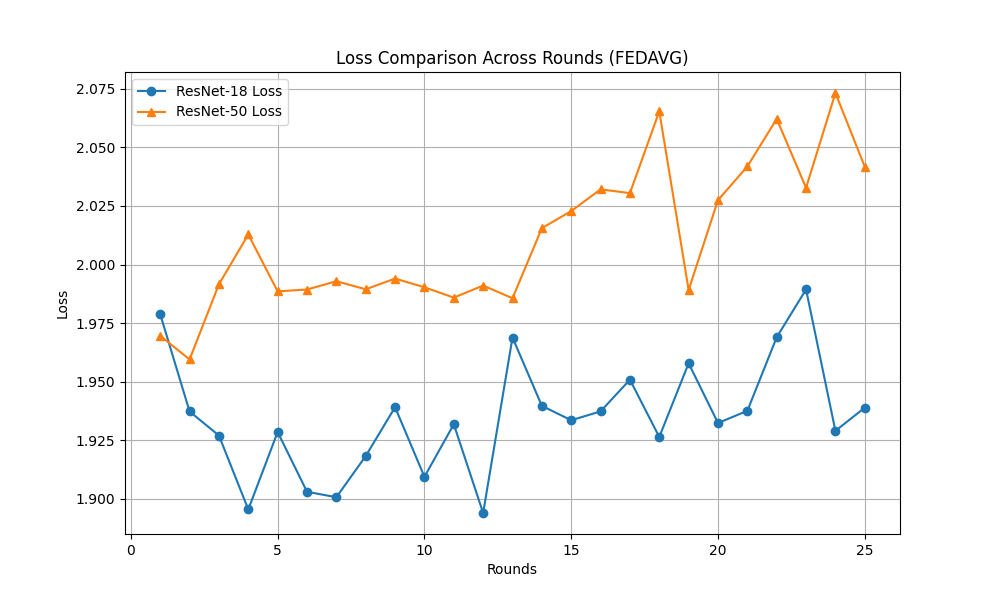 Loss Comparison Across Rounds (FEDAVG)
ResNet-18 Loss
ResNet-50 Loss
2.075
2.050
2.025
2.000
1.975
1.950
1.925
1.900
Loss
0 5 10 15 20 25
Rounds